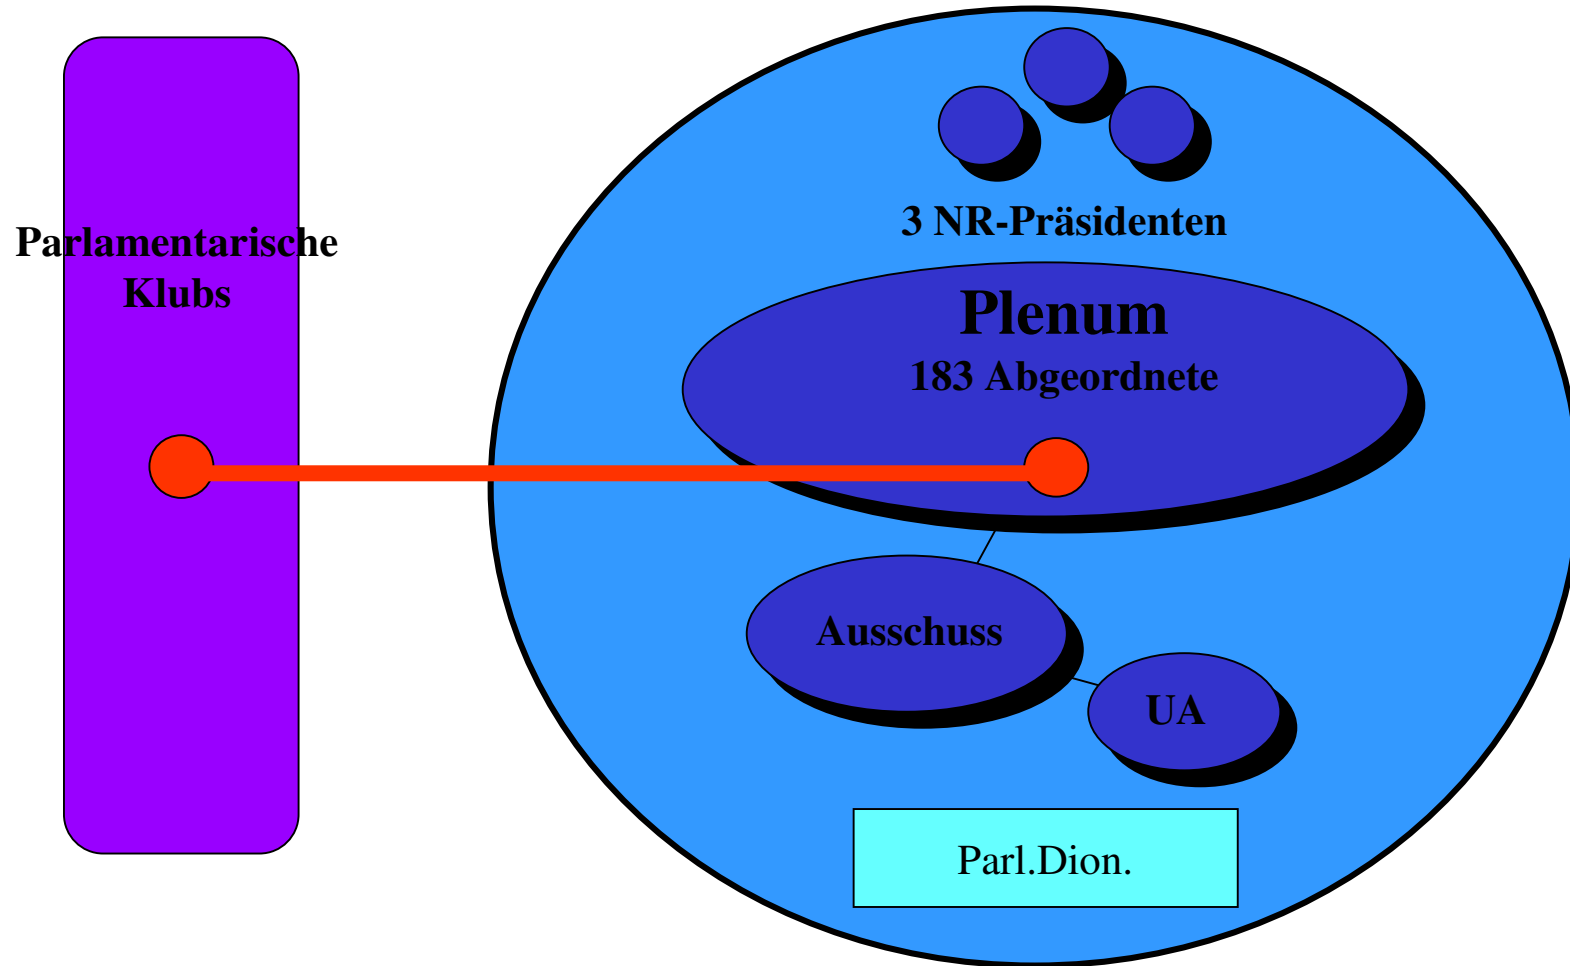 Parlamentarische
Klubs
3 NR-Präsidenten
Plenum
183 Abgeordnete
Ausschuss
UA
Parl.Dion.